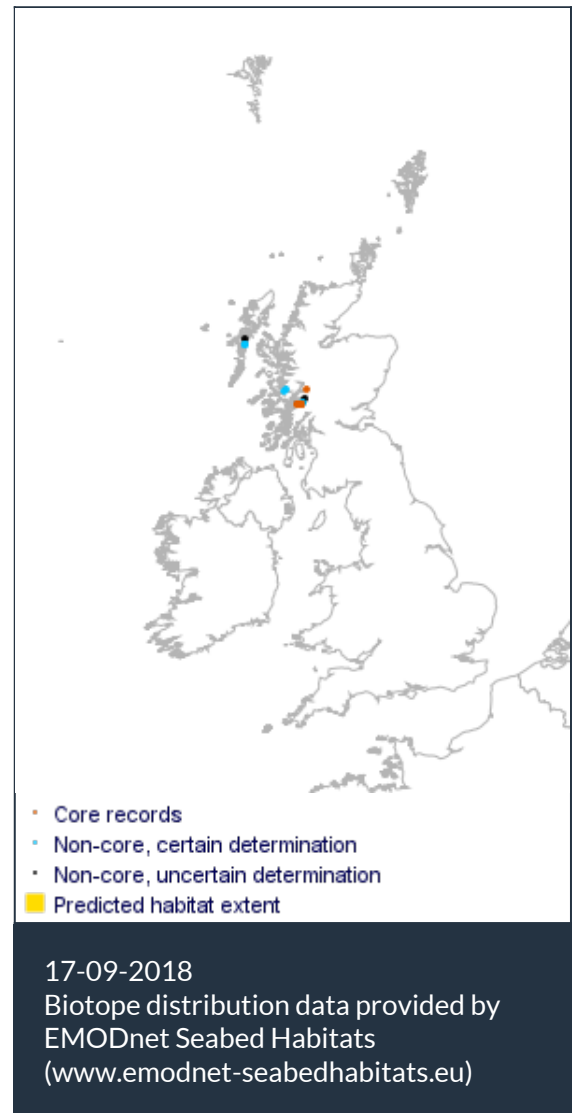 Core records
Non-core, certain determination
Non-core, uncertain determination
Predicted habitat extent
17-09-2018
Biotope distribution data provided by
EMODnet Seabed Habitats
(www.emodnet-seabedhabitats.eu)